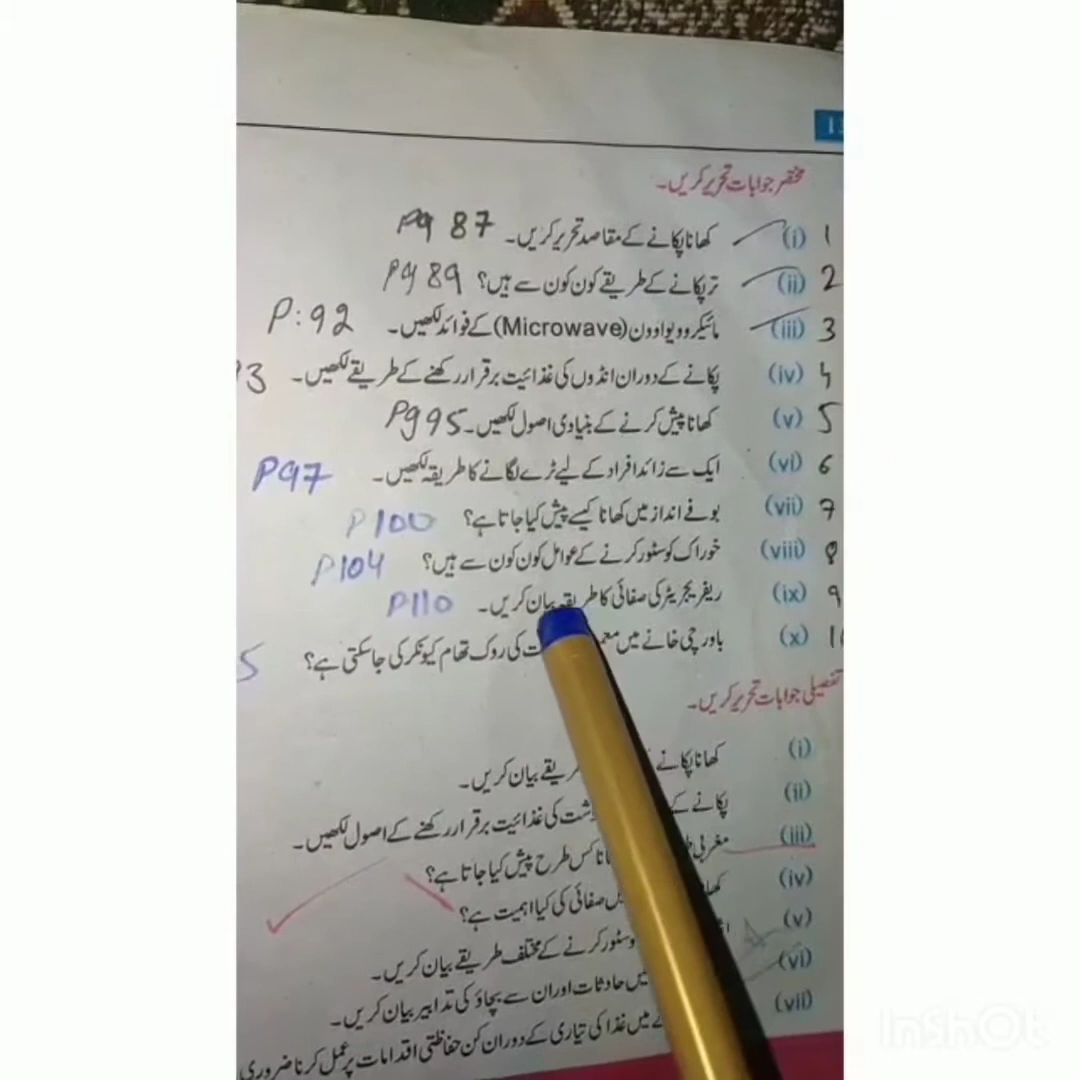 مختصر جوابات تحریر کریں۔
1 (i) کھانا پکانے کے مقاصد تحریر کریں۔ Pg 87
2 (ii) تر پکانے کے طریقے کون کون سے ہیں؟ Pg 89
3 (iii) مائیکرو ویو اوون (Microwave) کے فوائد لکھیں۔ P:92
4 (iv) پکانے کے دوران انڈوں کی غذائیت برقرار رکھنے کے طریقے لکھیں۔ 3
5 (v) کھانا پیش کرنے کے بنیادی اصول لکھیں۔ Pg95
6 (vi) ایک سے زائد افراد کے لیے ٹرے لگانے کا طریقہ لکھیں۔ P97
7 (vii) بوفے انداز میں کھانا کیسے پیش کیا جاتا ہے؟ P100
8 (viii) خوراک کو سٹور کرنے کے عوامل کون کون سے ہیں؟ P104
9 (ix) ریفریجریٹر کی صفائی کا طریقہ بیان کریں۔ P110
(x) باورچی خانے میں کی روک تھام کیونکر کی جا سکتی ہے؟ 5
تفصیلی جوابات تحریر کریں۔
(i) کھانا پکانے طریقے بیان کریں۔
(ii) پکانے کے کی غذائیت برقرار رکھنے کے اصول لکھیں۔
(iii) مغربی کس طرح پیش کیا جاتا ہے؟
(iv) صفائی کی کیا اہمیت ہے؟
(v) سٹور کرنے کے مختلف طریقے بیان کریں۔
(vi) میں حادثات اور ان سے بچاؤ کی تدابیر بیان کریں۔
(vii) میں غذا کی تیاری کے دوران کن حفاظتی اقدامات پر عمل کرنا ضروری
InShOt